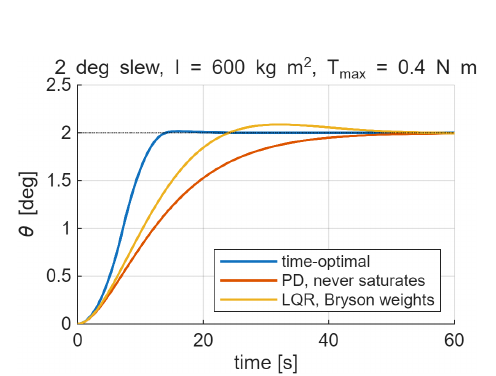 2 deg slew, I = 600 kg m², Tₘₐₓ = 0.4 N m
2.5
2
1.5
1
0.5
0
θ [deg]
time-optimal
PD, never saturates
LQR, Bryson weights
0
20
40
60
time [s]